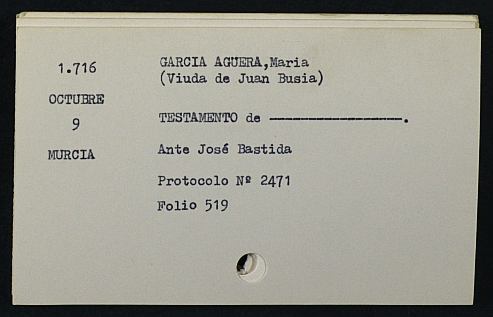 1.716
OCTUBRE
9
MURCIA
GARCIA AGUERA,Maria
(Viuda de Juan Busia)
TESTAMENTO de -----------------.
Ante José Bastida
Protocolo Nº 2471
Folio 519